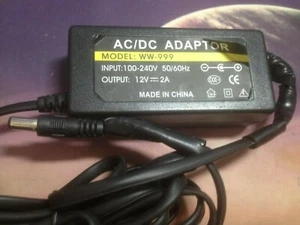 AC/DC ADAPTOR
MODEL: WW-999
INPUT:100-240V 50/60Hz
OUTPUT: 12V⎓2A
MADE IN CHINA